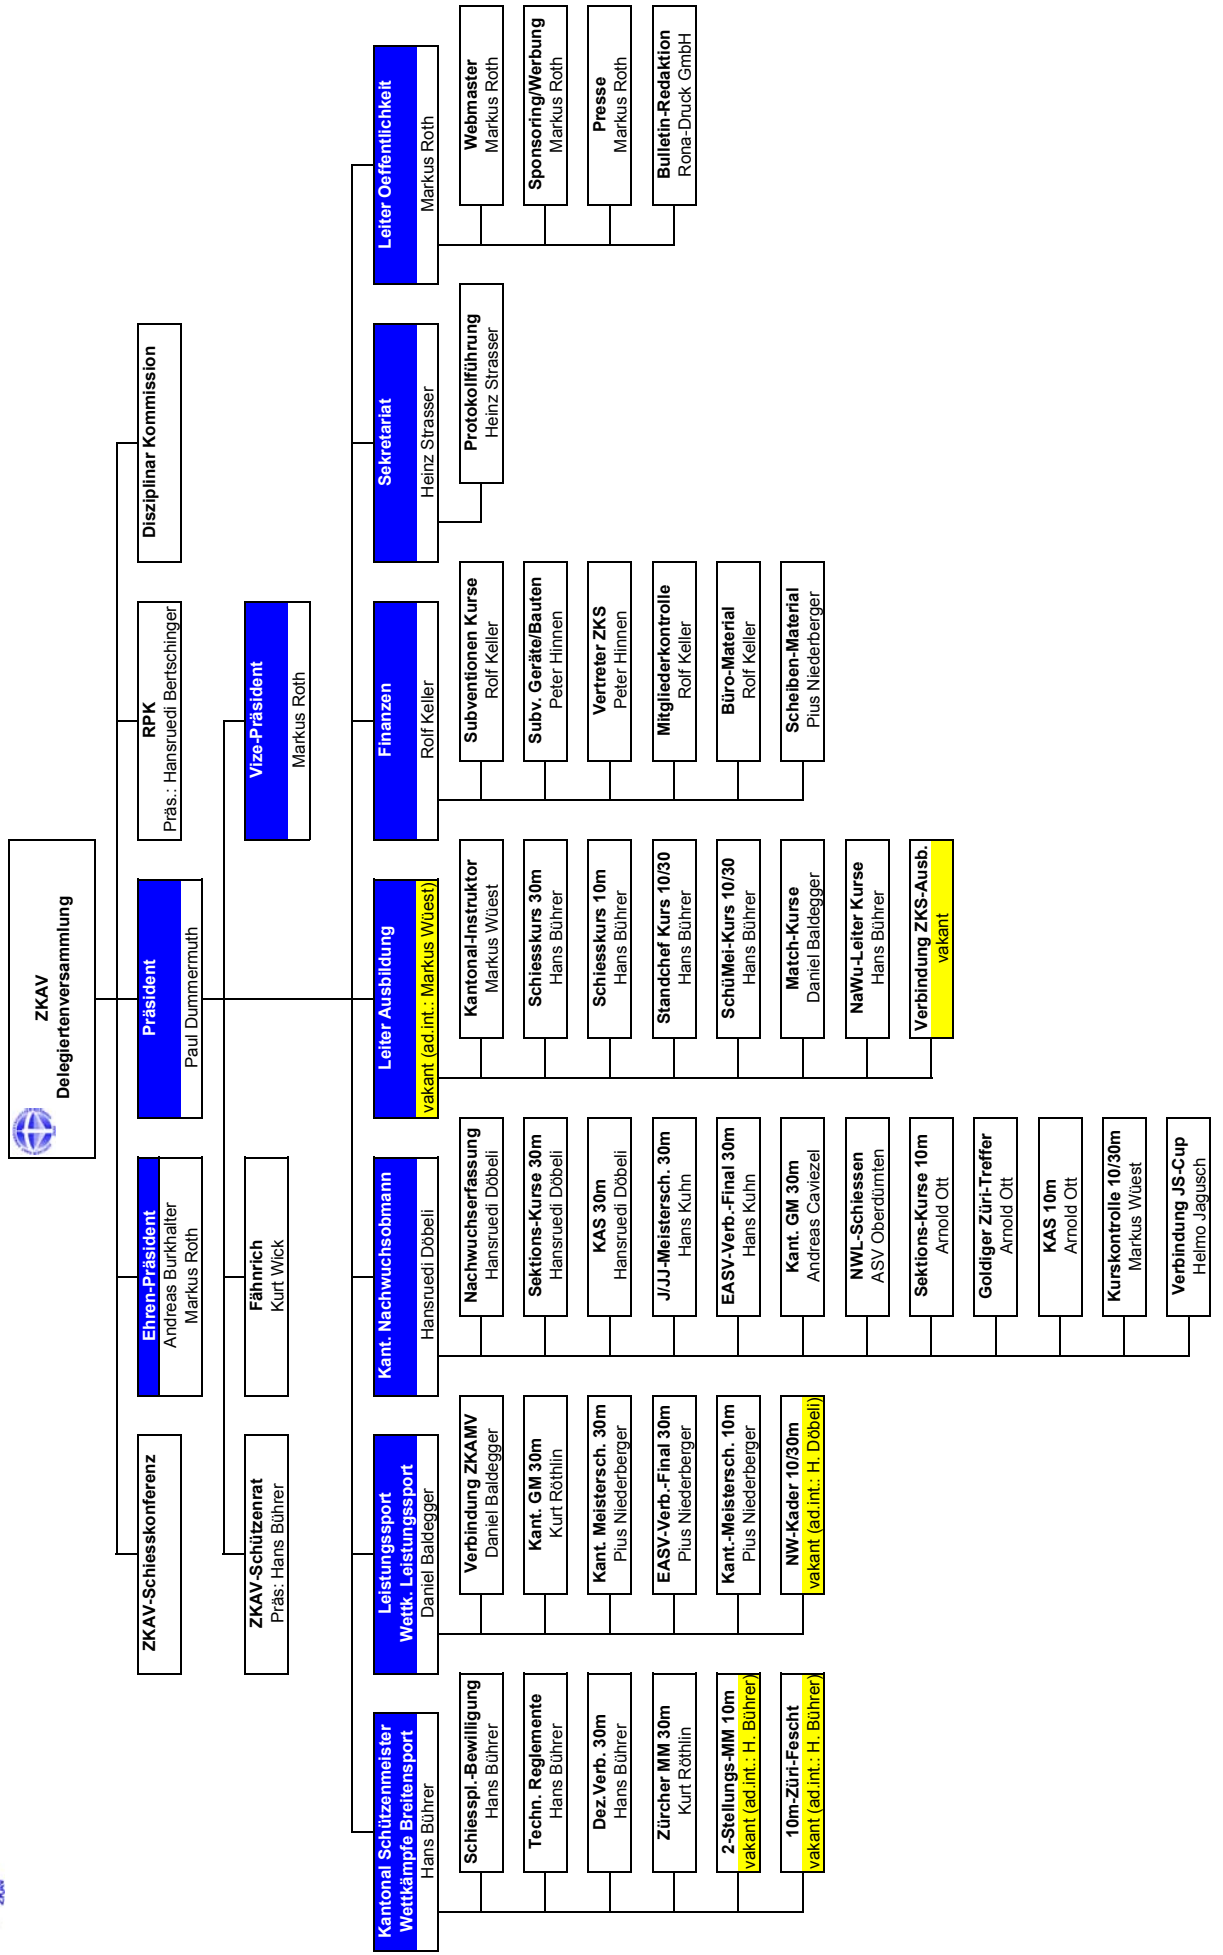 ZKAV
Delegiertenversammlung
ZKAV-Schiesskonferenz
Ehren-Präsident
Andreas Burkhalter
Markus Roth
Präsident
Paul Dummermuth
RPK
Präs.: Hansruedi Bertschinger
Disziplinar Kommission
ZKAV-Schützenrat
Präs: Hans Bührer
Fähnrich
Kurt Wick
Vize-Präsident
Markus Roth
Kantonal Schützenmeister
Wettkämpfe Breitensport
Hans Bührer
Schiesspl.-Bewilligung
Hans Bührer
Techn. Reglemente
Hans Bührer
Dez.Verb. 30m
Hans Bührer
Zürcher MM 30m
Kurt Röthlin
2-Stellungs-MM 10m
vakant (ad.int.: H. Bührer)
10m-Züri-Fescht
vakant (ad.int.: H. Bührer)
Leistungssport
Wettk. Leistungssport
Daniel Baldegger
Verbindung ZKAMV
Daniel Baldegger
Kant. GM 30m
Kurt Röthlin
Kant. Meistersch. 30m
Pius Niederberger
EASV-Verb.-Final 30m
Pius Niederberger
Kant.-Meistersch. 10m
Pius Niederberger
NW-Kader 10/30m
vakant (ad.int.: H. Döbeli)
Kant. Nachwuchsobmann
Hansruedi Döbeli
Nachwuchserfassung
Hansruedi Döbeli
Sektions-Kurse 30m
Hansruedi Döbeli
KAS 30m
Hansruedi Döbeli
J/JJ-Meistersch. 30m
Hans Kuhn
EASV-Verb.-Final 30m
Hans Kuhn
Kant. GM 30m
Andreas Caviezel
NWL-Schiessen
ASV Oberdürnten
Sektions-Kurse 10m
Arnold Ott
Goldiger Züri-Treffer
Arnold Ott
KAS 10m
Arnold Ott
Kurskontrolle 10/30m
Markus Wüest
Verbindung JS-Cup
Helmo Jagusch
Leiter Ausbildung
vakant (ad.int.: Markus Wüest)
Kantonal-Instruktor
Markus Wüest
Schiesskurs 30m
Hans Bührer
Schiesskurs 10m
Hans Bührer
Standchef Kurs 10/30
Hans Bührer
SchüMei-Kurs 10/30
Hans Bührer
Match-Kurse
Daniel Baldegger
NaWu-Leiter Kurse
Hans Bührer
Verbindung ZKS-Ausb.
vakant
Finanzen
Rolf Keller
Subventionen Kurse
Rolf Keller
Subv. Geräte/Bauten
Peter Hinnen
Vertreter ZKS
Peter Hinnen
Mitgliederkontrolle
Rolf Keller
Büro-Material
Rolf Keller
Scheiben-Material
Pius Niederberger
Sekretariat
Heinz Strasser
Protokollführung
Heinz Strasser
Leiter Oeffentlichkeit
Markus Roth
Webmaster
Markus Roth
Sponsoring/Werbung
Markus Roth
Presse
Markus Roth
Bulletin-Redaktion
Rona-Druck GmbH